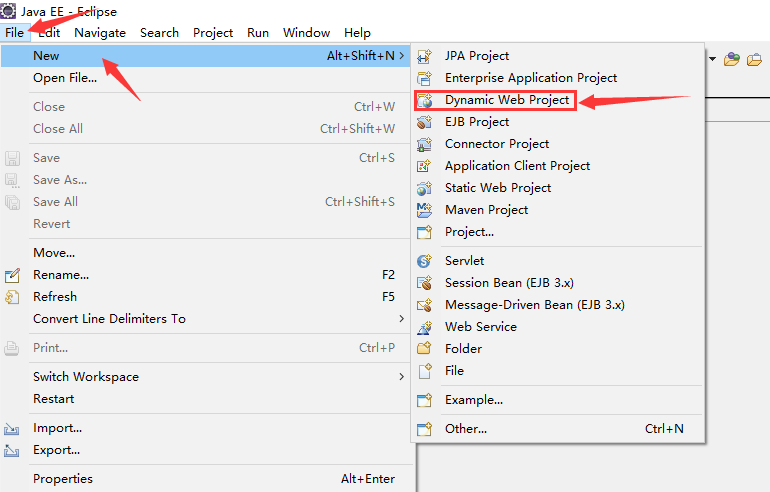 Java EE - Eclipse
File Edit Navigate Search Project Run Window Help
New Alt+Shift+N
Open File...
Close Ctrl+W
Close All Ctrl+Shift+W
Save Ctrl+S
Save As...
Save All Ctrl+Shift+S
Revert
Move...
Rename... F2
Refresh F5
Convert Line Delimiters To
Print... Ctrl+P
Switch Workspace
Restart
Import...
Export...
Properties Alt+Enter
JPA Project
Enterprise Application Project
Dynamic Web Project
EJB Project
Connector Project
Application Client Project
Static Web Project
Maven Project
Project...
Servlet
Session Bean (EJB 3.x)
Message-Driven Bean (EJB 3.x)
Web Service
Folder
File
Example...
Other... Ctrl+N